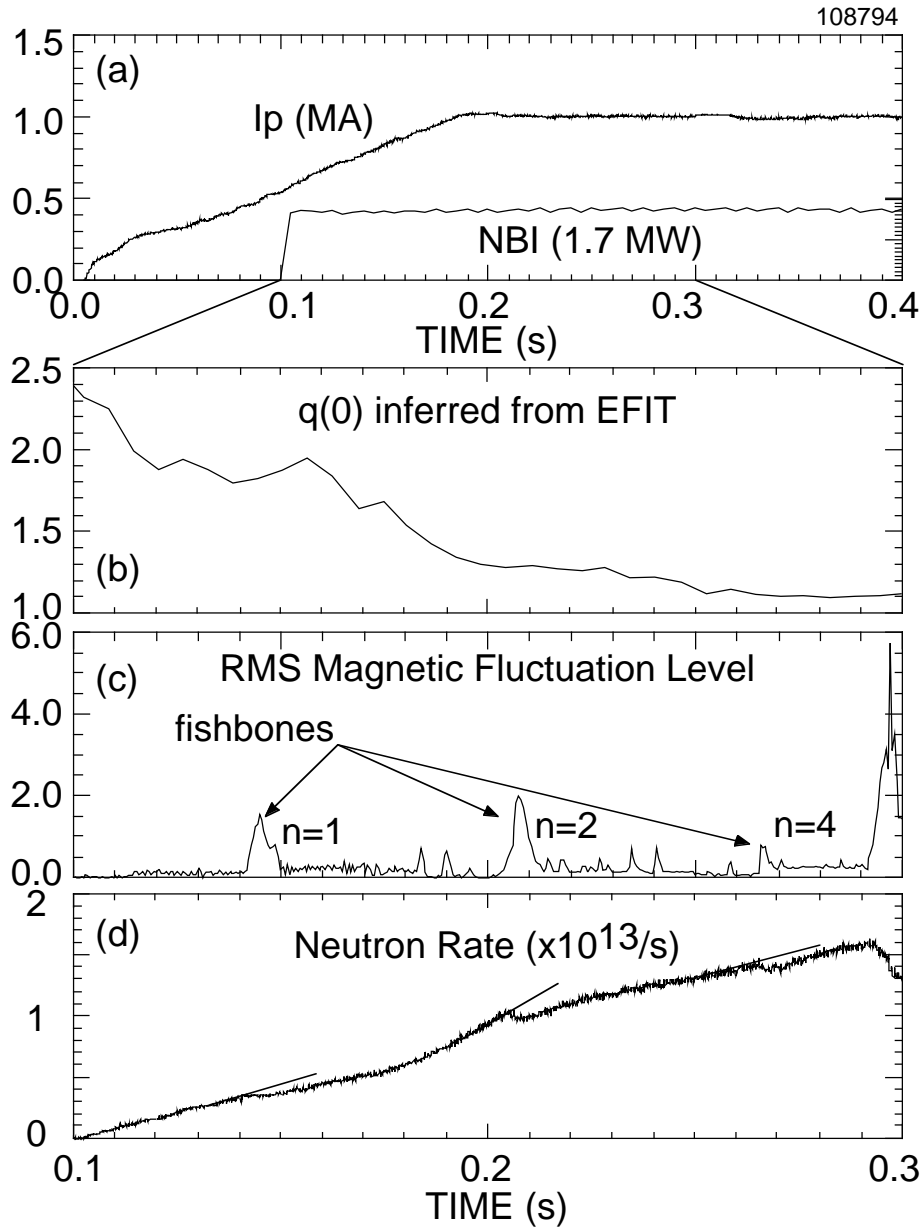 108794
1.5
(a)
Ip (MA)
1.0
0.5
NBI (1.7 MW)
0.0
0.0 0.1 0.2 0.3 0.4
TIME (s)
2.5
q(0) inferred from EFIT
2.0
1.5
(b)
1.0
6.0
(c) RMS Magnetic Fluctuation Level
4.0
fishbones
2.0
n=1 n=2 n=4
0.0
2
(d) Neutron Rate (x10¹³/s)
1
0
0.1 0.2 0.3
TIME (s)